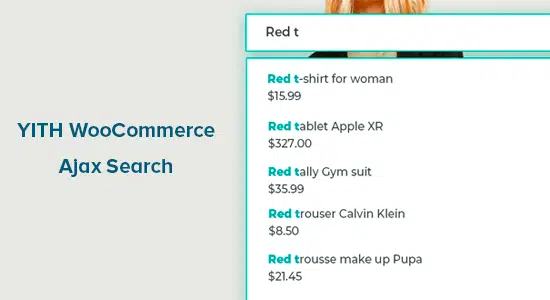 Red t
Red t-shirt for woman
$15.99
Red tablet Apple XR
$327.00
Red tally Gym suit
$35.99
Red trouser Calvin Klein
$8.50
Red trousse make up Pupa
$21.45
YITH WooCommerce
Ajax Search